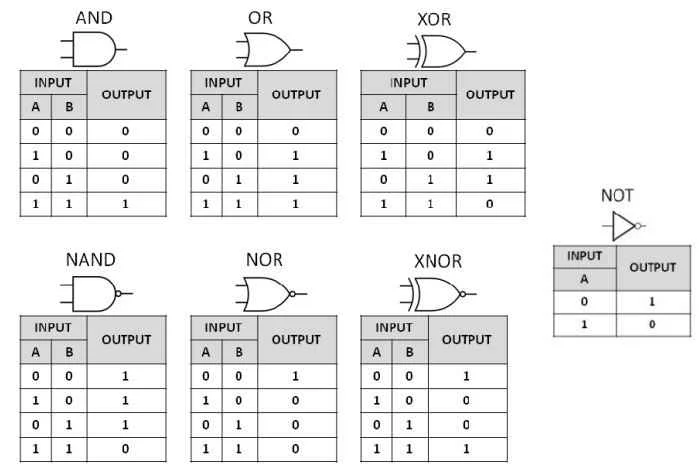 AND
INPUT OUTPUT
A B
0 0 0
1 0 0
0 1 0
1 1 1
OR
INPUT OUTPUT
A B
0 0 0
1 0 1
0 1 1
1 1 1
XOR
INPUT OUTPUT
A B
0 0 0
1 0 1
0 1 1
1 1 0
NAND
INPUT OUTPUT
A B
0 0 1
1 0 1
0 1 1
1 1 0
NOR
INPUT OUTPUT
A B
0 0 1
1 0 0
0 1 0
1 1 0
XNOR
INPUT OUTPUT
A B
0 0 1
1 0 0
0 1 0
1 1 1
NOT
INPUT OUTPUT
A
0 1
1 0